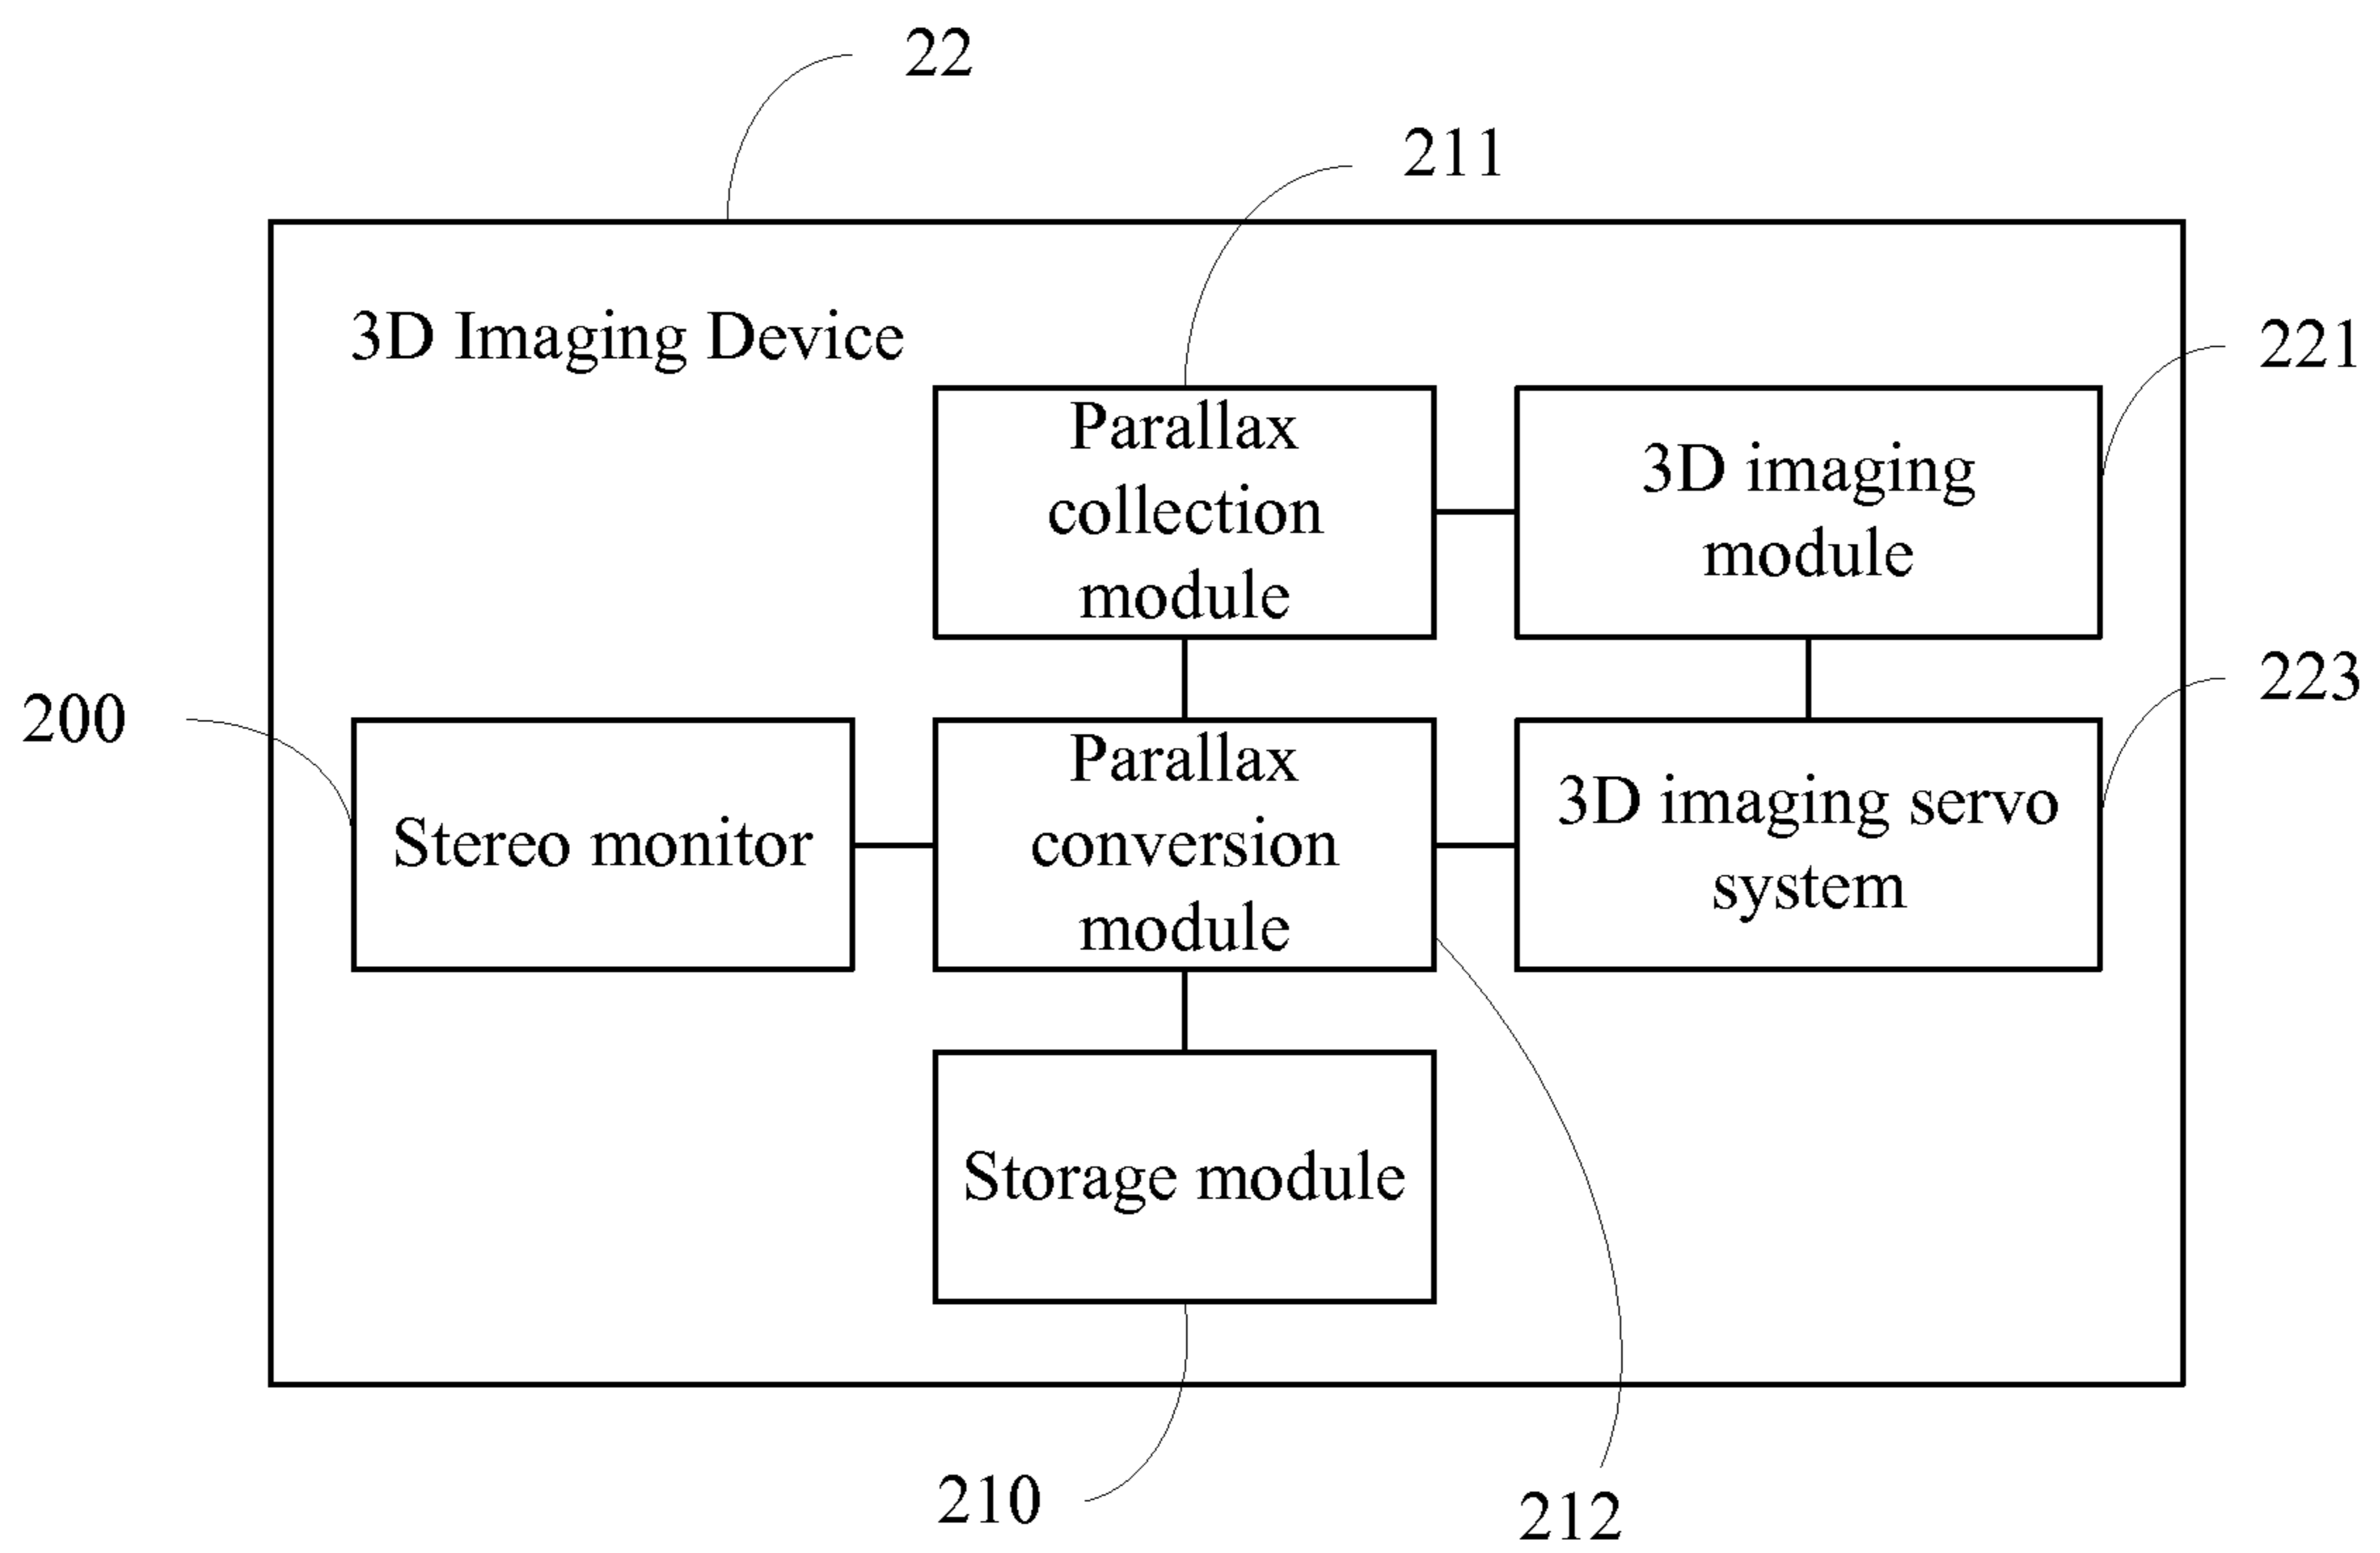 22
211
3D Imaging Device
221
Parallax
collection
module
3D imaging
module
200
223
Stereo monitor
Parallax
conversion
module
3D imaging servo
system
Storage module
210
212